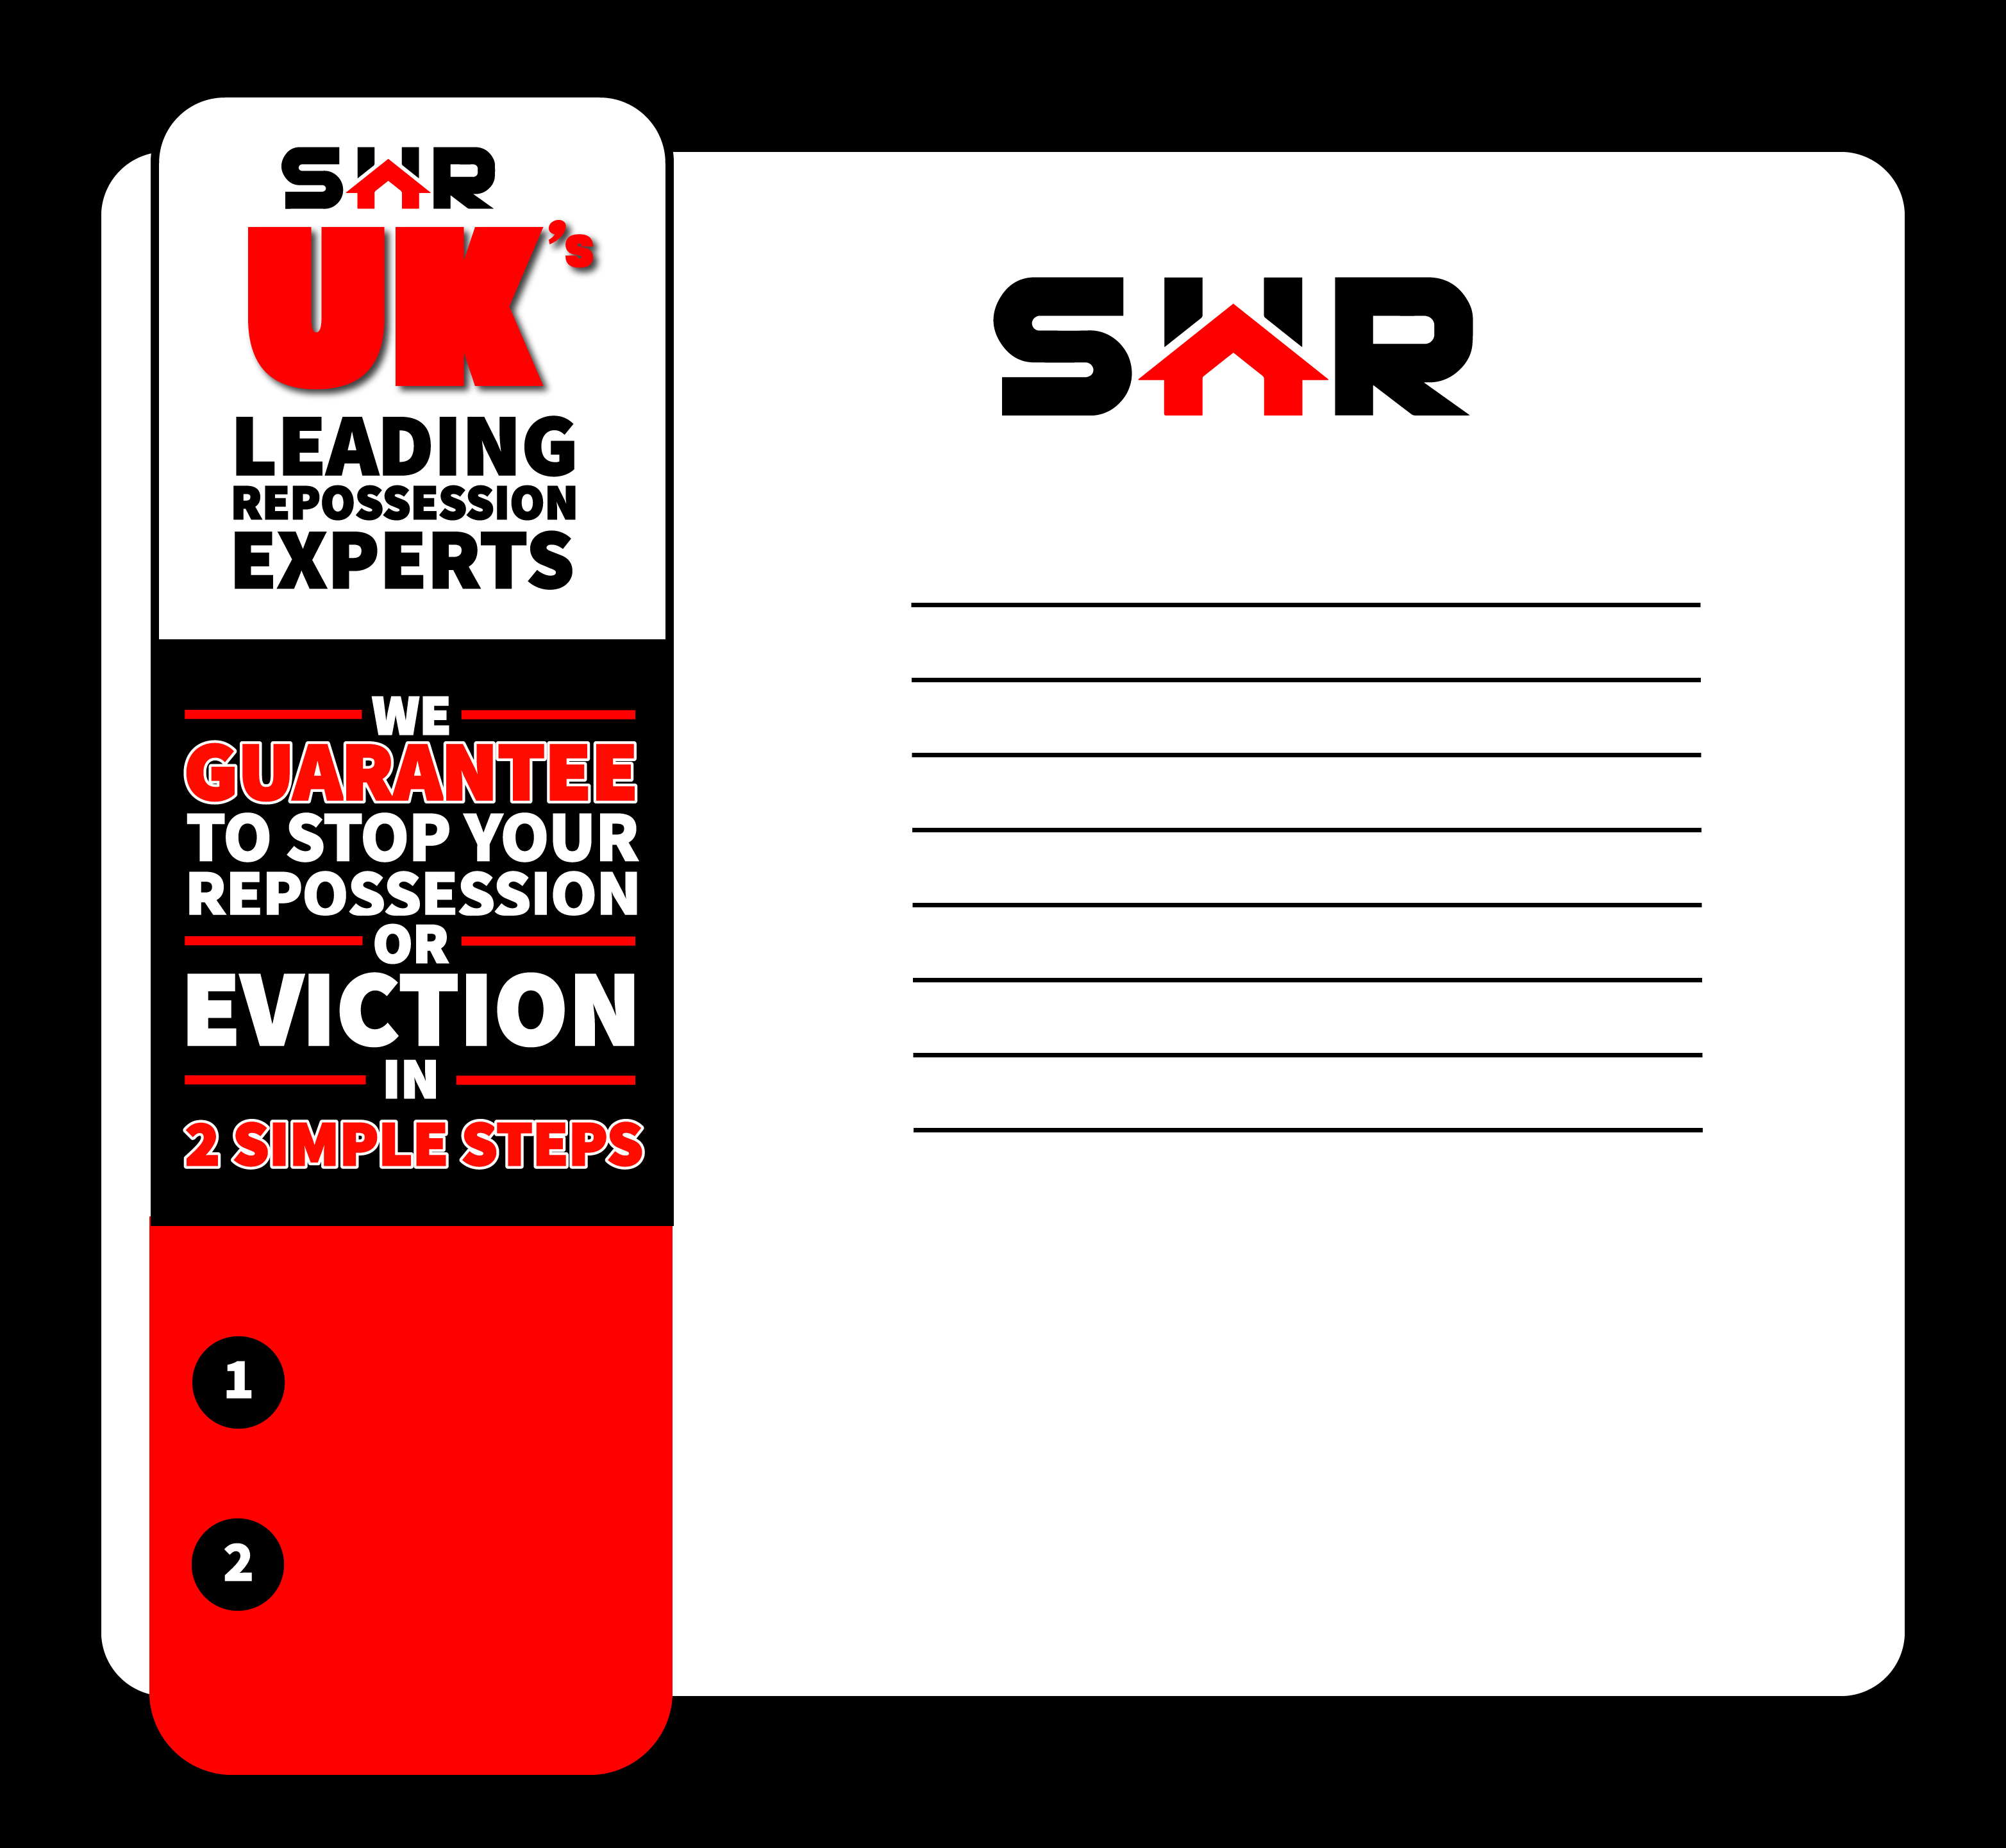 SHR
UK's
LEADING
REPOSSESSION
EXPERTS
WE
GUARANTEE
TO STOP YOUR
REPOSSESSION
OR
EVICTION
IN
2 SIMPLE STEPS
1
2
SHR